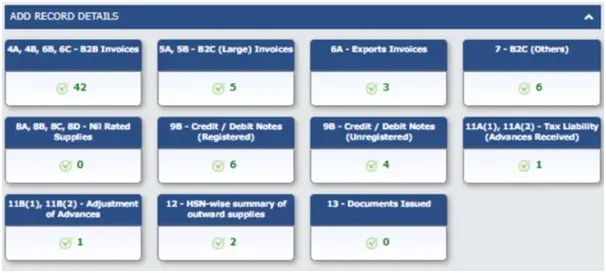 ADD RECORD DETAILS
4A, 4B, 6B, 6C - B2B Invoices
42
5A, 5B - B2C (Large) Invoices
5
6A - Exports Invoices
3
7 - B2C (Others)
6
8A, 8B, 8C, 8D - Nil Rated
Supplies
0
9B - Credit / Debit Notes
(Registered)
6
9B - Credit / Debit Notes
(Unregistered)
4
11A(1), 11A(2) - Tax Liability
(Advances Received)
1
11B(1), 11B(2) - Adjustment
of Advances
1
12 - HSN-wise summary of
outward supplies
2
13 - Documents Issued
0